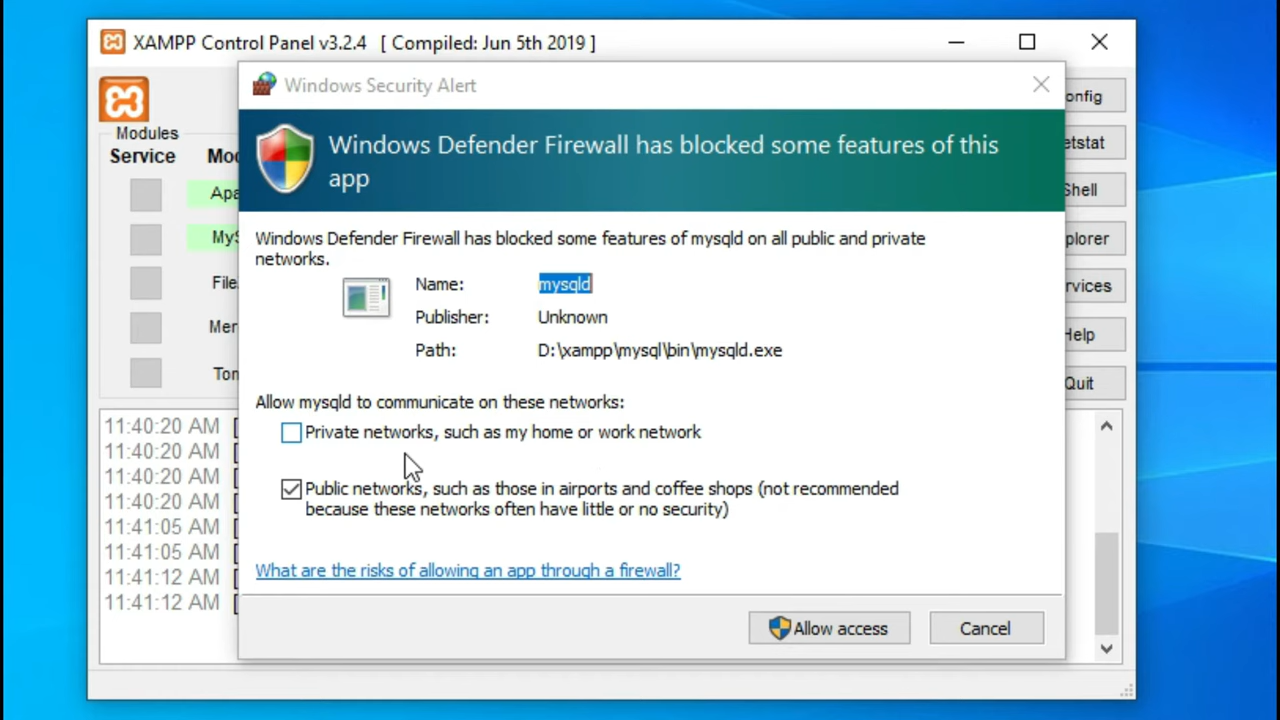 XAMPP Control Panel v3.2.4 [ Compiled: Jun 5th 2019 ]
Windows Security Alert
Windows Defender Firewall has blocked some features of this
app
Windows Defender Firewall has blocked some features of mysqld on all public and private
networks.
Name: mysqld
Publisher: Unknown
Path: D:\xampp\mysql\bin\mysqld.exe
Allow mysqld to communicate on these networks:
Private networks, such as my home or work network
Public networks, such as those in airports and coffee shops (not recommended
because these networks often have little or no security)
What are the risks of allowing an app through a firewall?
Allow access Cancel
Modules
Service Mo
Apa
MyS
File
Mer
Tom
onfig
etstat
Shell
plorer
rvices
Help
Quit
11:40:20 AM [
11:40:20 AM [
11:40:20 AM [
11:40:20 AM [
11:41:05 AM [
11:41:05 AM [
11:41:12 AM [
11:41:12 AM [